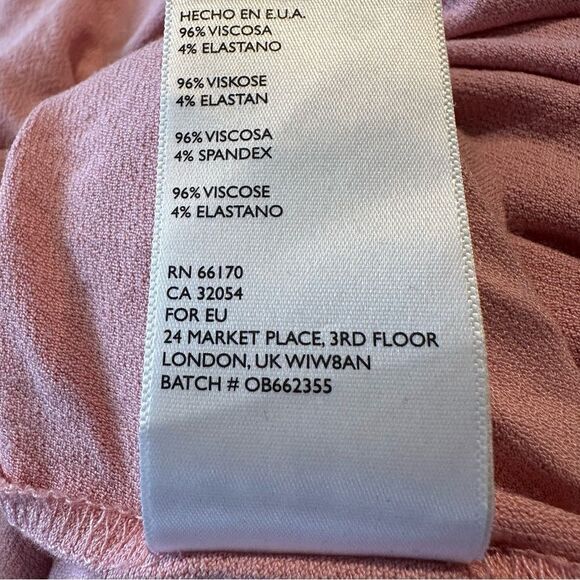 HECHO EN E.U.A.
96% VISCOSA
4% ELASTANO
96% VISKOSE
4% ELASTAN
96% VISCOSA
4% SPANDEX
96% VISCOSE
4% ELASTANO
RN 66170
CA 32054
FOR EU
24 MARKET PLACE, 3RD FLOOR
LONDON, UK WIW8AN
BATCH # OB662355